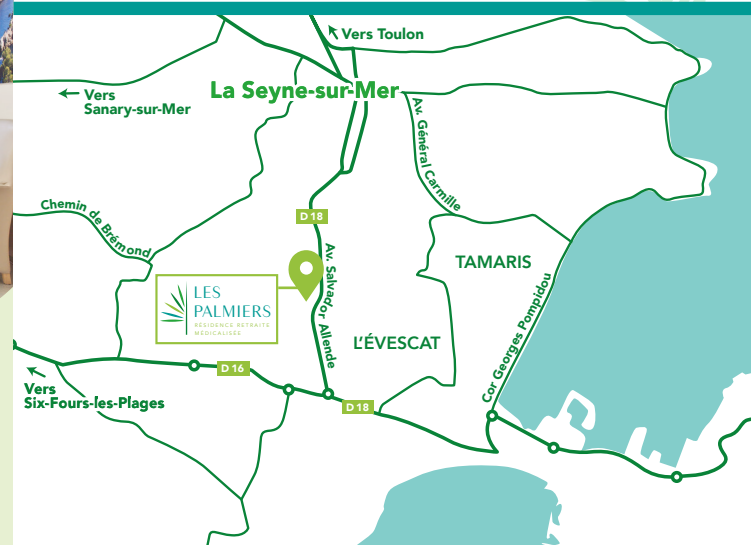 Vers Toulon
La Seyne-sur-Mer
Vers
Sanary-sur-Mer
Av. Général Carmille
Chemin de Brémond
D 18
TAMARIS
Av. Salvador Allende
LES
PALMIERS
RÉSIDENCE RETRAITE
MÉDICALISÉE
Cor Georges Pompidou
L'ÉVESCAT
D 16
Vers
Six-Fours-les-Plages
D 18